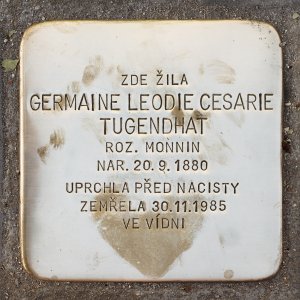 ZDE ŽILA
GERMAINE LEODIE CESARIE
TUGENDHAT
ROZ. MONNIN
NAR. 20.9.1880
UPRCHLA PŘED NACISTY
ZEMŘELA 30.11.1985
VE VÍDNI